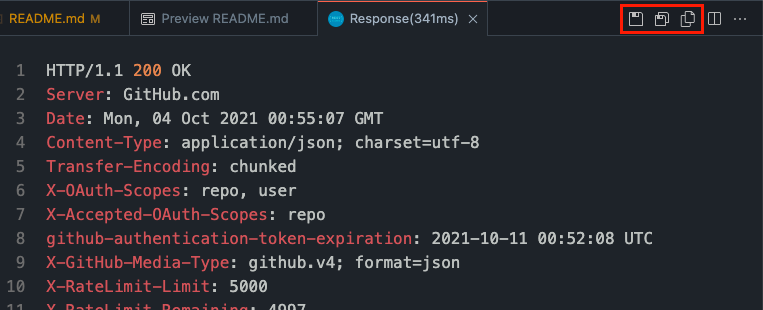 README.md M Preview README.md Response(341ms)
1 HTTP/1.1 200 OK
2 Server: GitHub.com
3 Date: Mon, 04 Oct 2021 00:55:07 GMT
4 Content-Type: application/json; charset=utf-8
5 Transfer-Encoding: chunked
6 X-OAuth-Scopes: repo, user
7 X-Accepted-OAuth-Scopes: repo
8 github-authentication-token-expiration: 2021-10-11 00:52:08 UTC
9 X-GitHub-Media-Type: github.v4; format=json
10 X-RateLimit-Limit: 5000
11 X-RateLimit-Remaining: 4997